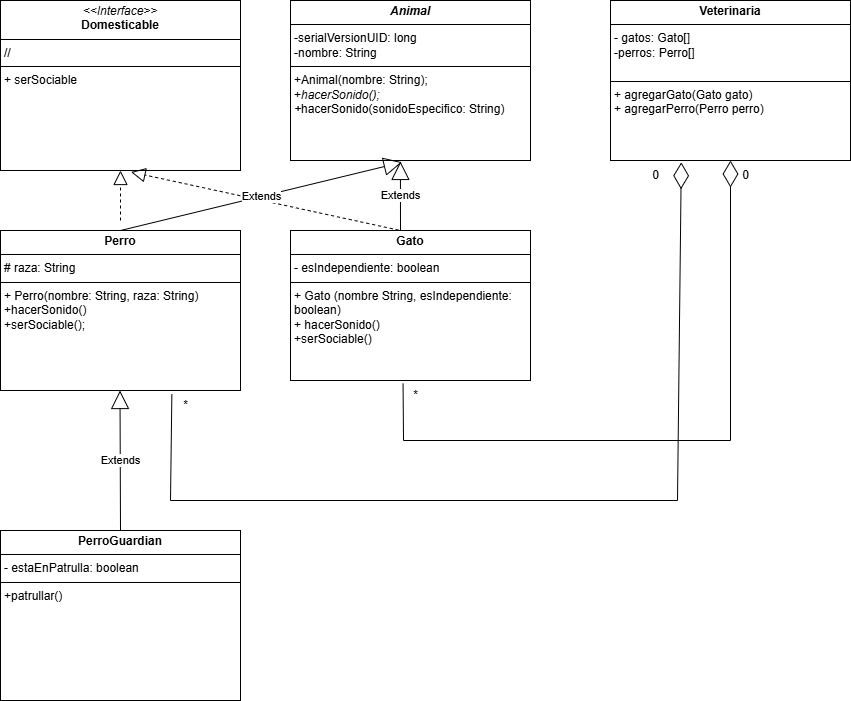 <<Interface>>
Domesticable
//
+ serSociable
Animal
-serialVersionUID: long
-nombre: String
+Animal(nombre: String);
+hacerSonido();
+hacerSonido(sonidoEspecifico: String)
Veterinaria
- gatos: Gato[]
-perros: Perro[]
+ agregarGato(Gato gato)
+ agregarPerro(Perro perro)
0
0
Extends
Extends
Perro
# raza: String
+ Perro(nombre: String, raza: String)
+hacerSonido()
+serSociable();
Gato
- esIndependiente: boolean
+ Gato (nombre String, esIndependiente:
boolean)
+ hacerSonido()
+serSociable()
*
*
Extends
PerroGuardian
- estaEnPatrulla: boolean
+patrullar()